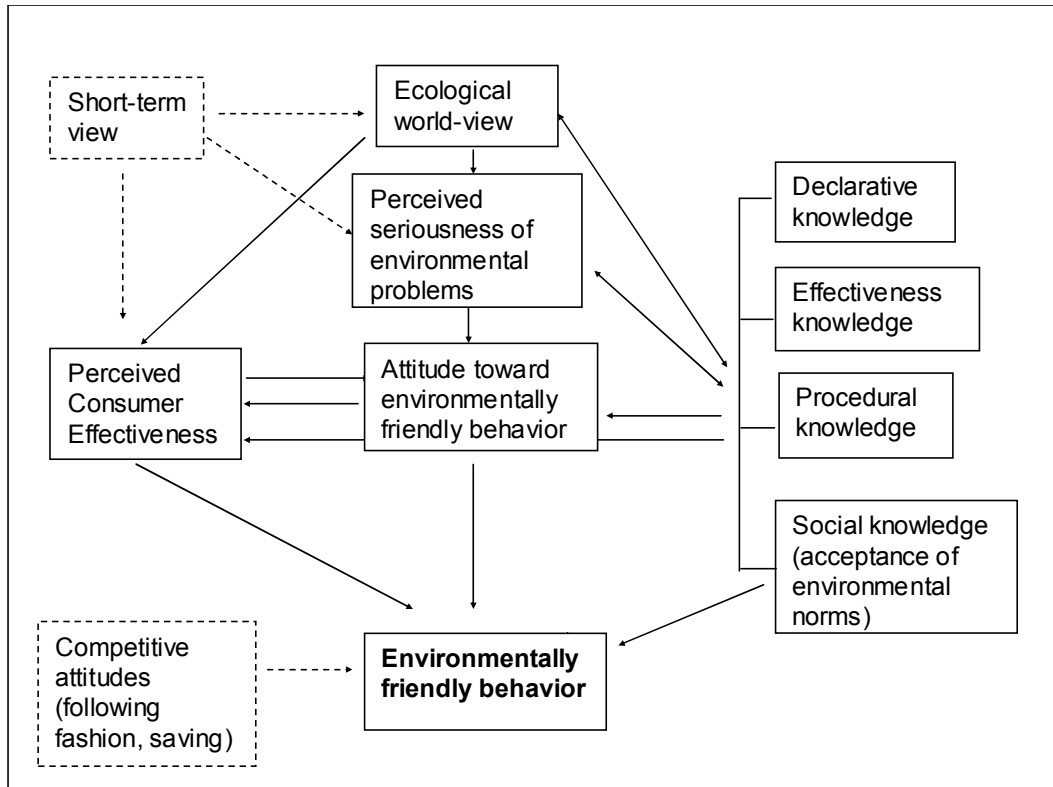 Short-term
view
Ecological
world-view
Perceived
seriousness of
environmental
problems
Declarative
knowledge
Effectiveness
knowledge
Perceived
Consumer
Effectiveness
Attitude toward
environmentally
friendly behavior
Procedural
knowledge
Social knowledge
(acceptance of
environmental
norms)
Competitive
attitudes
(following
fashion, saving)
Environmentally
friendly behavior